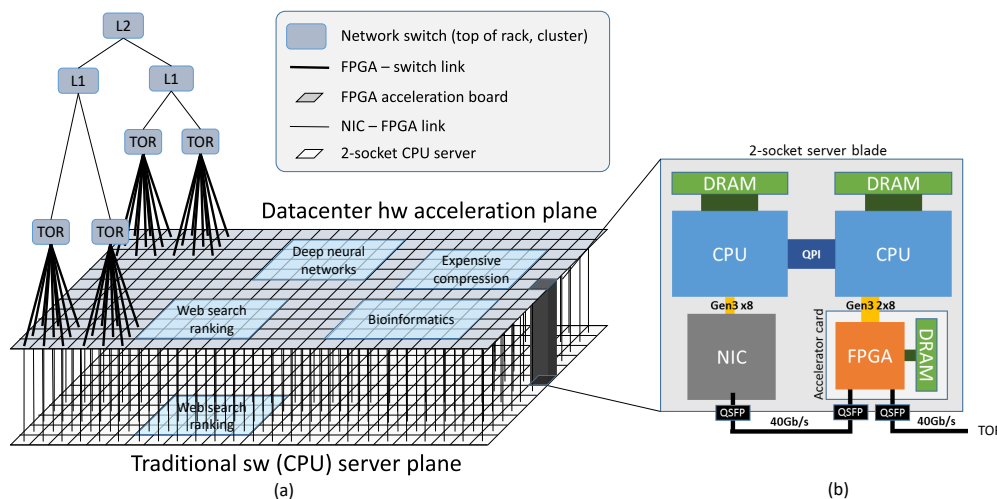 L2
L1
L1
TOR
TOR
TOR
TOR
Network switch (top of rack, cluster)
FPGA – switch link
FPGA acceleration board
NIC – FPGA link
2-socket CPU server
Datacenter hw acceleration plane
Deep neural
networks
Expensive
compression
Web search
ranking
Bioinformatics
Web search
ranking
Traditional sw (CPU) server plane
(a)
2-socket server blade
DRAM
DRAM
CPU
QPI
CPU
Gen3 x8
Gen3 2x8
NIC
Accelerator card
FPGA
DRAM
QSFP
QSFP
QSFP
40Gb/s
40Gb/s
TOR
(b)